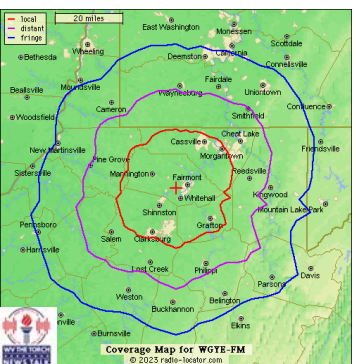 local
distant
fringe
20 miles
East Washington
Monessen
Scottdale
Wheeling
California
Bethesda
Deemston
Connellsville
Moundsville
Fairdale
Beallsville
Waynesburg
Uniontown
Cameron
Confluence
Woodsfield
Smithfield
Cheat Lake
New Martinsville
Cassville
Friendsville
Morgantown
Pine Grove
Sistersville
Mannington
Fairmont
Reedsville
Kingwood
Whitehall
Shinnston
Mountain Lake Park
Pennsboro
Grafton
Salem
Clarksburg
Harrisville
Lost Creek
Philippi
Davis
Parsons
Weston
Belington
Buckhannon
Elkins
Burnsville
Coverage Map for WGYE-FM
© 2023 radio-locator.com